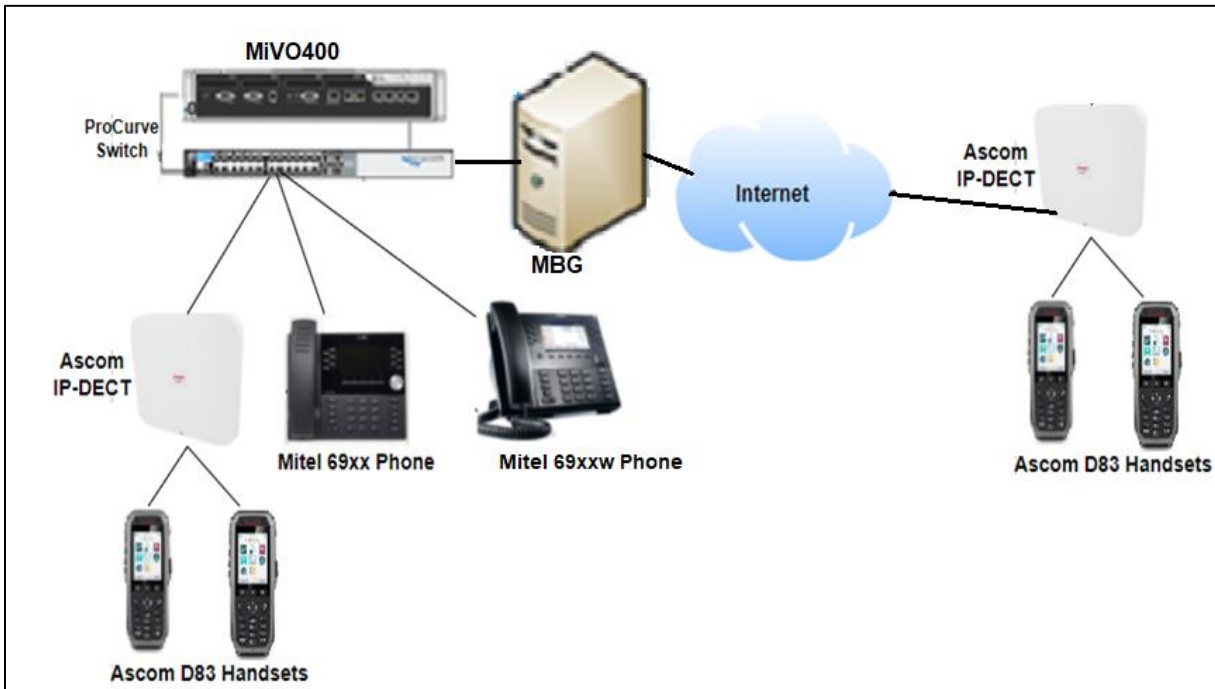 MiVO400
ProCurve
Switch
MBG
Internet
Ascom
IP-DECT
Ascom D83 Handsets
Ascom
IP-DECT
Mitel 69xx Phone
Mitel 69xxw Phone
Ascom D83 Handsets